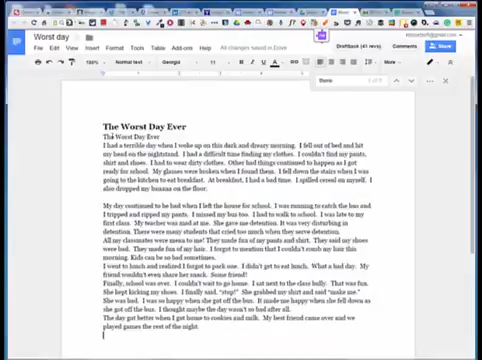 Worst day
File Edit View Insert Format Tools Table Add-ons Help All changes saved in Drive
Draftback (41 revs) Comments Share
100% Normal text Georgia 11 More
theme
The Worst Day Ever
The Worst Day Ever
I had a terrible day when I woke up on this dark and dreary morning. I fell out of bed and hit
my head on the nightstand. I had a difficult time finding my clothes. I couldn't find my pants,
shirt, and shoes. I had to wear dirty clothes. Other bad things continued to happen as I got
ready for school. My glasses were broken when I found them. I fell down the stairs when I was
going to the kitchen to eat breakfast. At breakfast, I had a bad time. I spilled cereal on myself. I
also dropped my banana on the floor.
My day continued to be bad when I left the house for school. I was running to catch the bus and
I tripped and ripped my pants. I missed my bus too. I had to walk to school. I was late to my
first class. My teacher was mad at me. She gave me detention. It was very disturbing in
detention. There were many students that cried too much when they serve detention.
All my classmates were mean to me! They made fun of my pants and shirt. They said my shoes
were bad. They made fun of my hair. I forgot to mention that I couldn't comb my hair this
morning. Kids can be so bad sometimes.
I went to lunch and realized I forgot to pack one. I didn't get to eat lunch. What a bad day. My
friend wouldn't even share her snack. Some friend!
Finally, school was over. I couldn't wait to go home. I sat next to the class bully. That was fun.
She kept kicking my shoes. I finally said, "stop!" She grabbed my shirt and said "make me."
She was bad. I was so happy when she got off the bus. It made me happy when she fell down as
she got off the bus. I thought maybe the day wasn't so bad after all.
The day got better when I got home to cookies and milk. My best friend came over and we
played games the rest of the night.